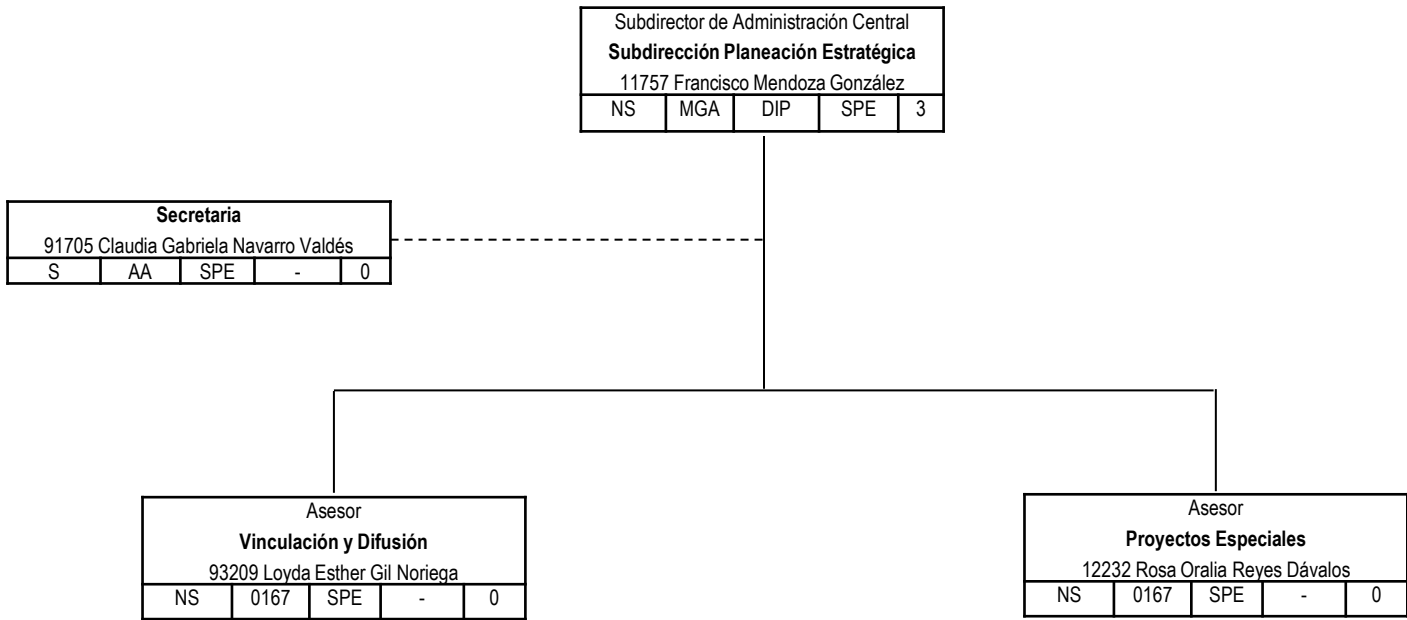 Subdirector de Administración Central
Subdirección Planeación Estratégica
11757 Francisco Mendoza González
NS MGA DIP SPE 3
Secretaria
91705 Claudia Gabriela Navarro Valdés
S AA SPE - 0
Asesor
Vinculación y Difusión
93209 Loyda Esther Gil Noriega
NS 0167 SPE - 0
Asesor
Proyectos Especiales
12232 Rosa Oralia Reyes Dávalos
NS 0167 SPE - 0